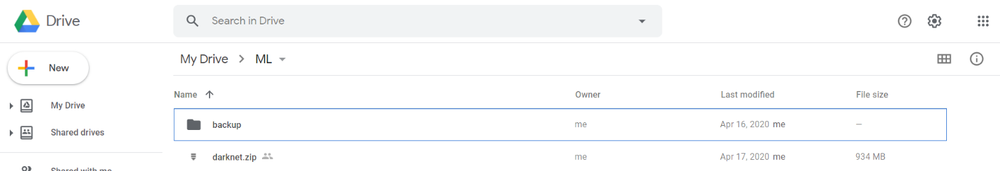 Drive
Search in Drive
My Drive > ML
New
Name Owner Last modified File size
My Drive
backup me Apr 16, 2020 me —
Shared drives
darknet.zip me Apr 17, 2020 me 934 MB
Shared with me